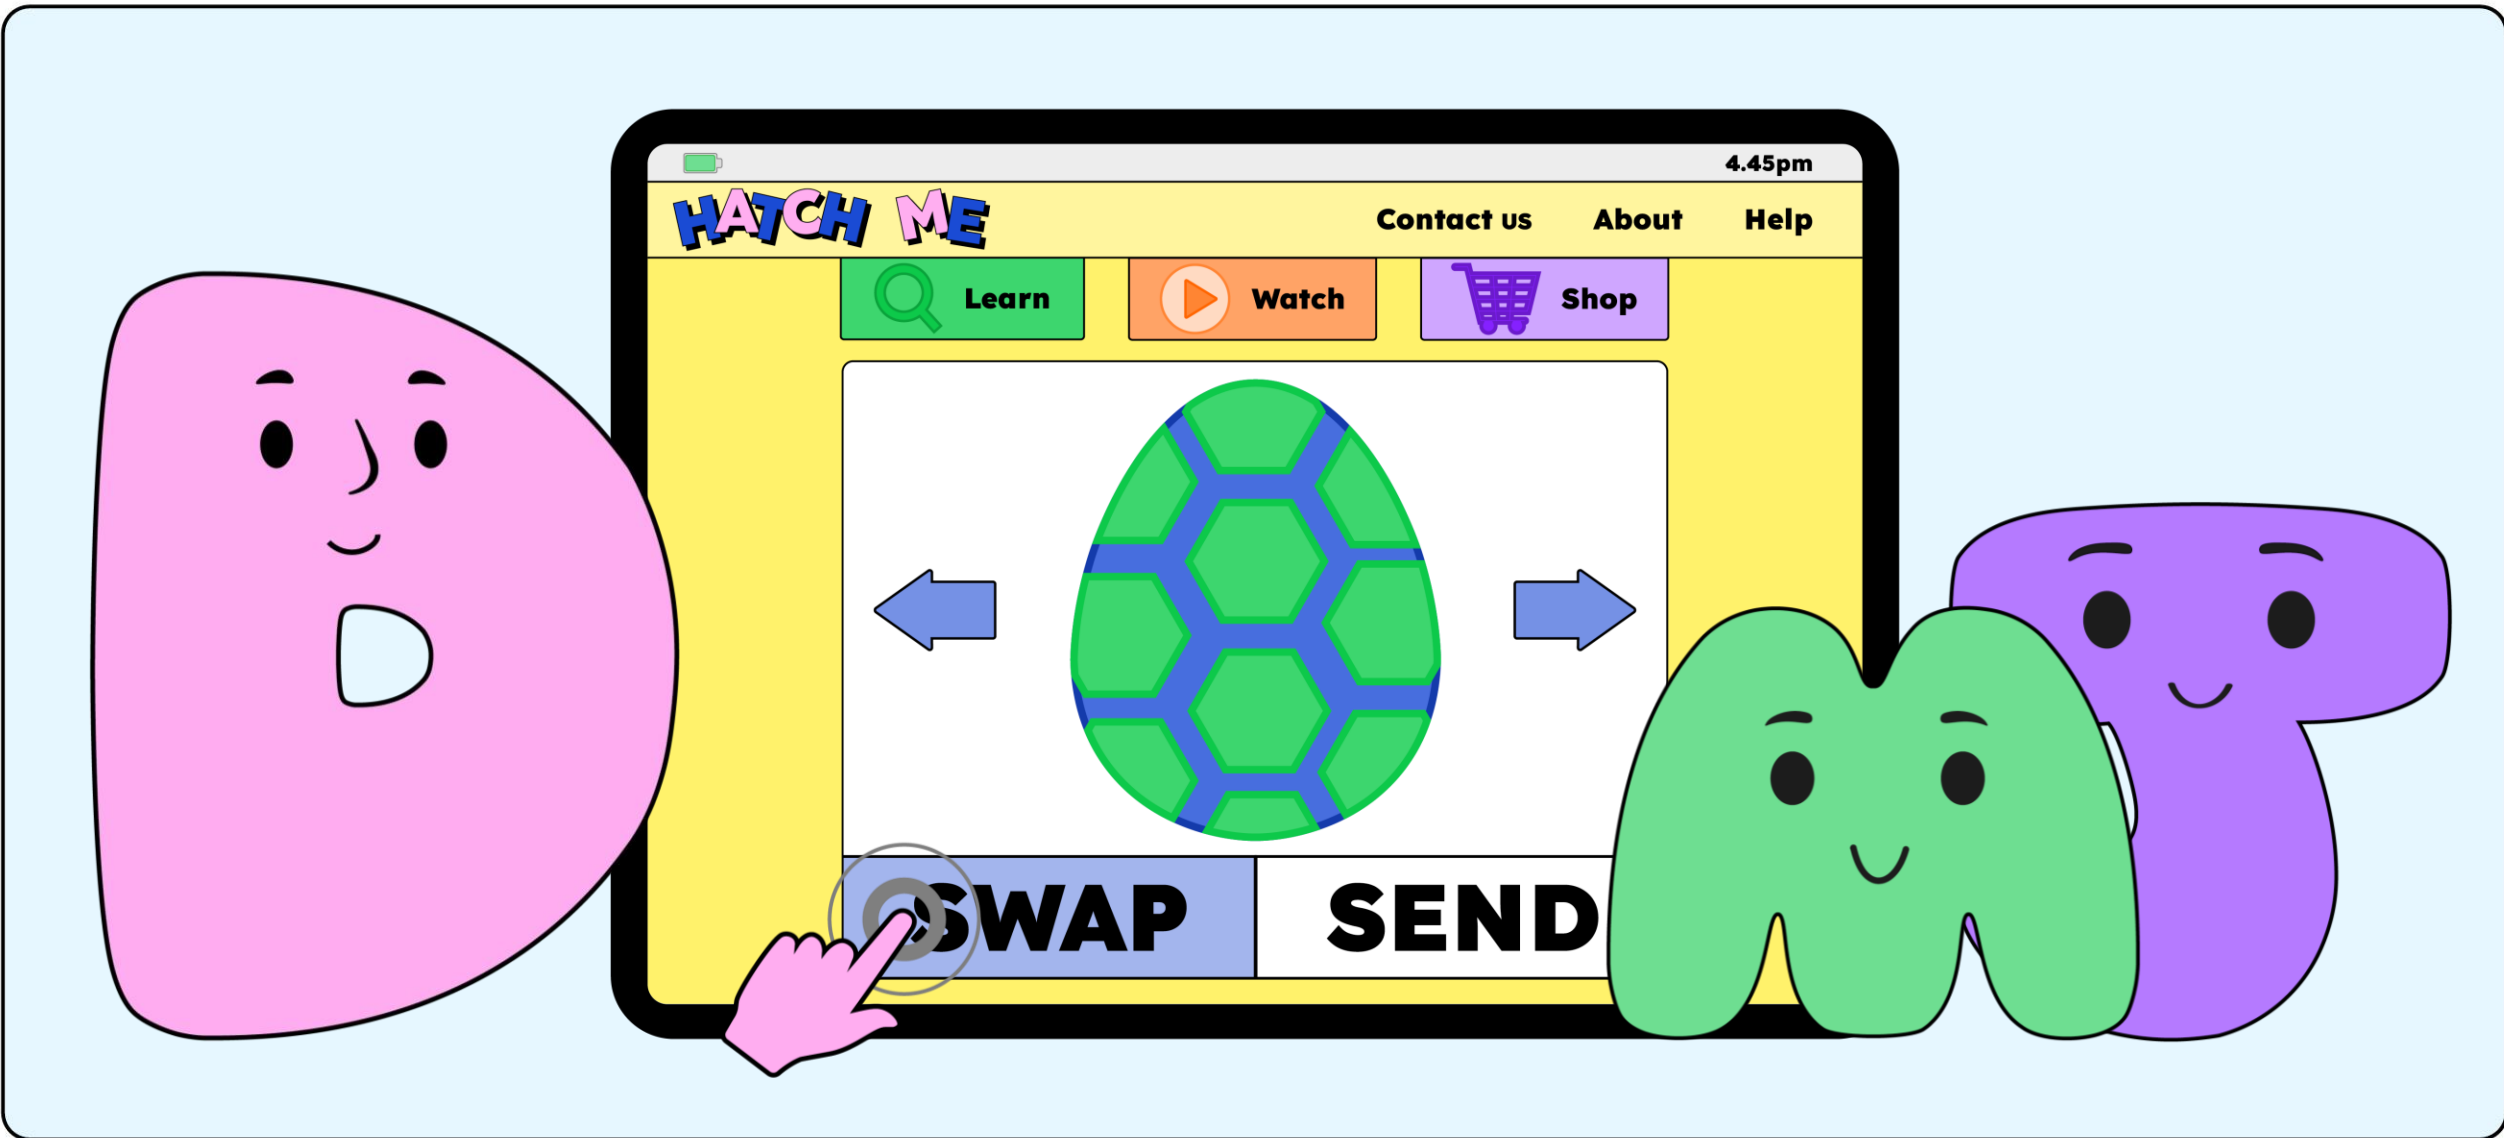 4.45pm
HATCH ME
Contact us About Help
Learn Watch Shop
SWAP SEND